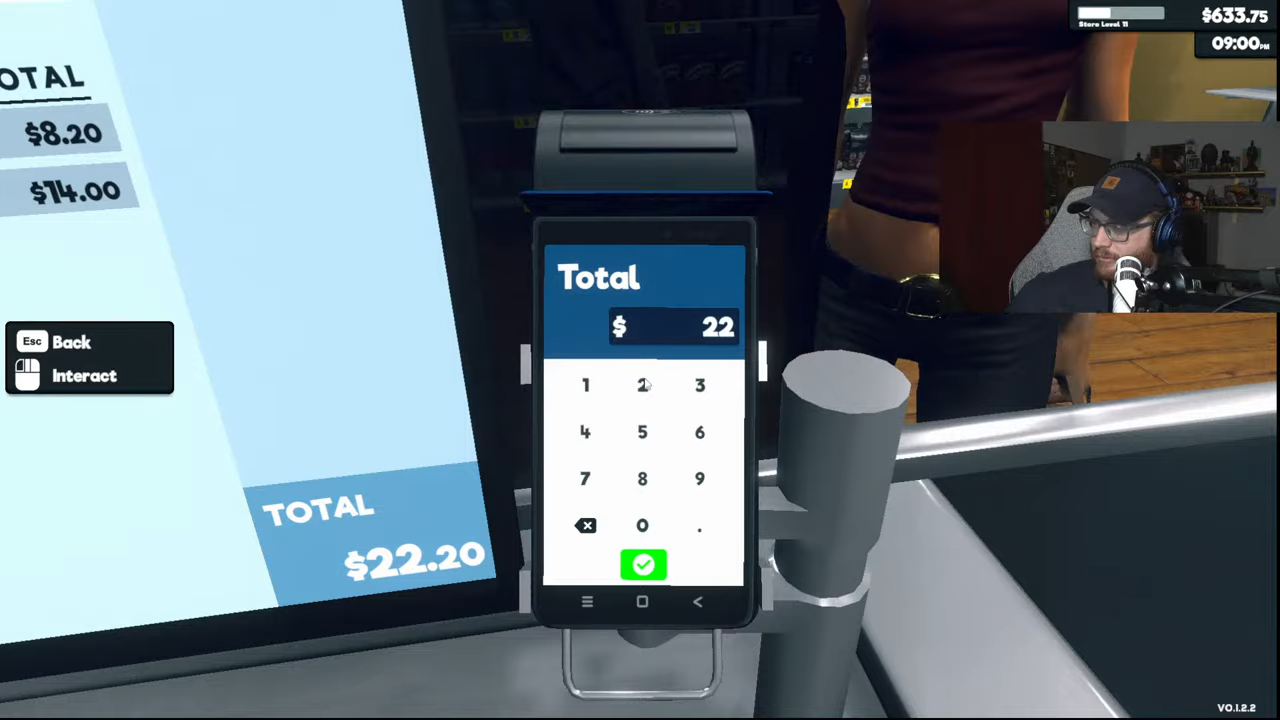 $633.75
Store Level 11
09:00PM
OTAL
$8.20
$14.00
Total
$ 22
Esc Back
Interact
1 2 3
4 5 6
7 8 9
0 .
TOTAL
$22.20
V0.1.2.2